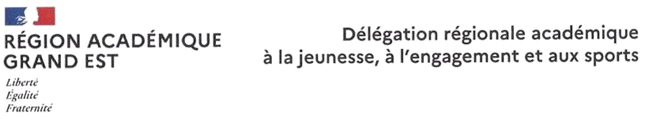 RÉGION ACADÉMIQUE
GRAND EST
Liberté
Égalité
Fraternité
Délégation régionale académique
à la jeunesse, à l'engagement et aux sports